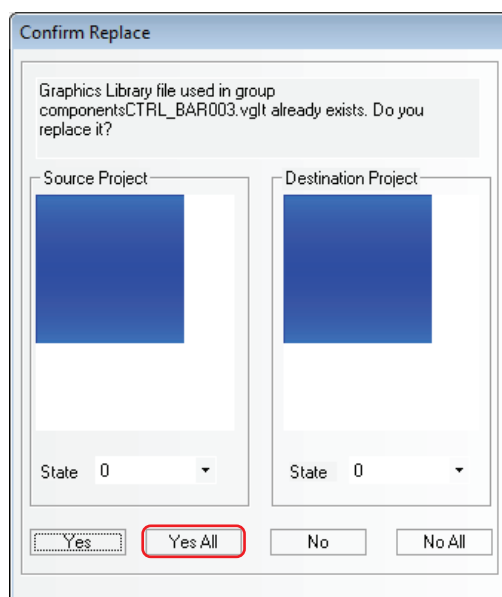 Confirm Replace
Graphics Library file used in group
componentsCTRL_BAR003.vglt already exists. Do you
replace it?
Source Project
Destination Project
State 0
State 0
Yes
Yes All
No
No All